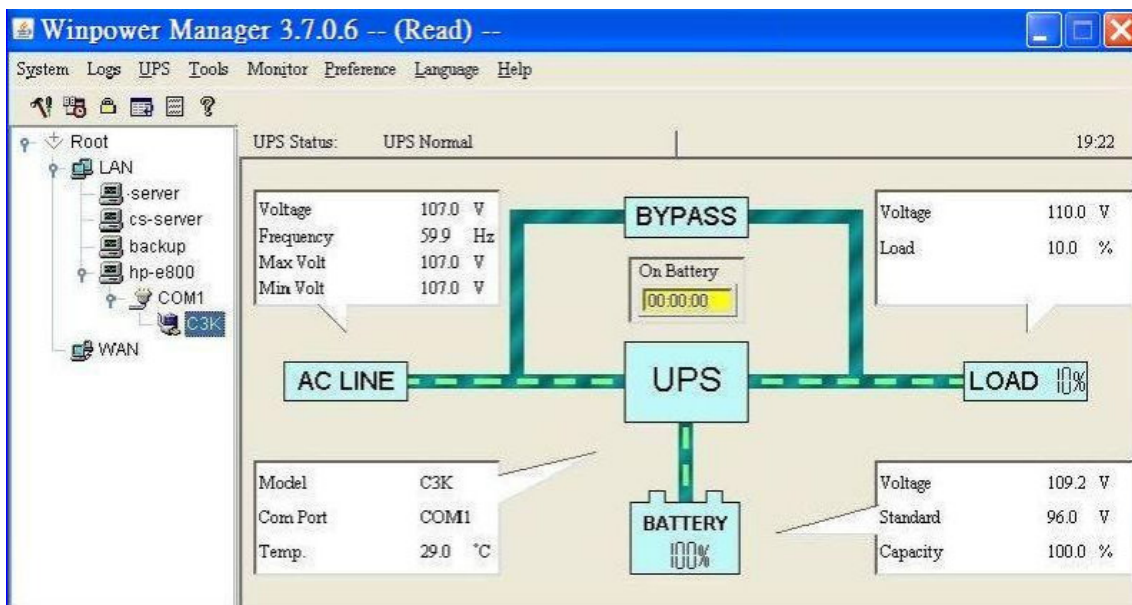 Winpower Manager 3.7.0.6 -- (Read) --
System Logs UPS Tools Monitor Preference Language Help
Root
LAN
-server
cs-server
backup
hp-e800
COM1
C3K
WAN
UPS Status: UPS Normal 19:22
Voltage 107.0 V
Frequency 59.9 Hz
Max Volt 107.0 V
Min Volt 107.0 V
BYPASS
On Battery
00:00:00
Voltage 110.0 V
Load 10.0 %
AC LINE
UPS
LOAD 10%
Model C3K
Com Port COM1
Temp. 29.0 °C
BATTERY
100%
Voltage 109.2 V
Standard 96.0 V
Capacity 100.0 %